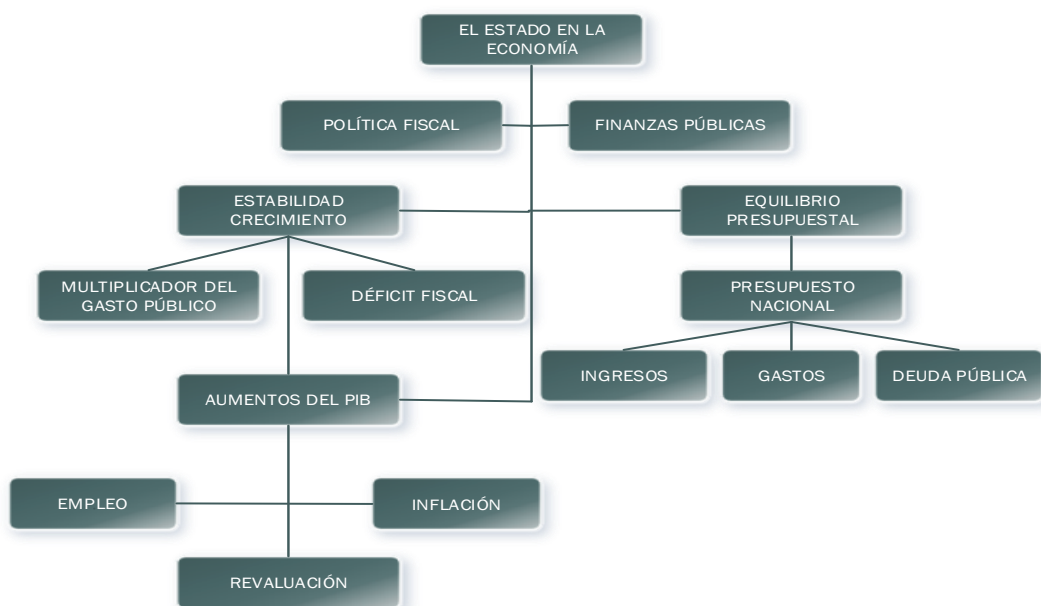 EL ESTADO EN LA
ECONOMÍA
POLÍTICA FISCAL
FINANZAS PÚBLICAS
ESTABILIDAD
CRECIMIENTO
EQUILIBRIO
PRESUPUESTAL
MULTIPLICADOR DEL
GASTO PÚBLICO
DÉFICIT FISCAL
PRESUPUESTO
NACIONAL
INGRESOS
GASTOS
DEUDA PÚBLICA
AUMENTOS DEL PIB
EMPLEO
INFLACIÓN
REVALUACIÓN